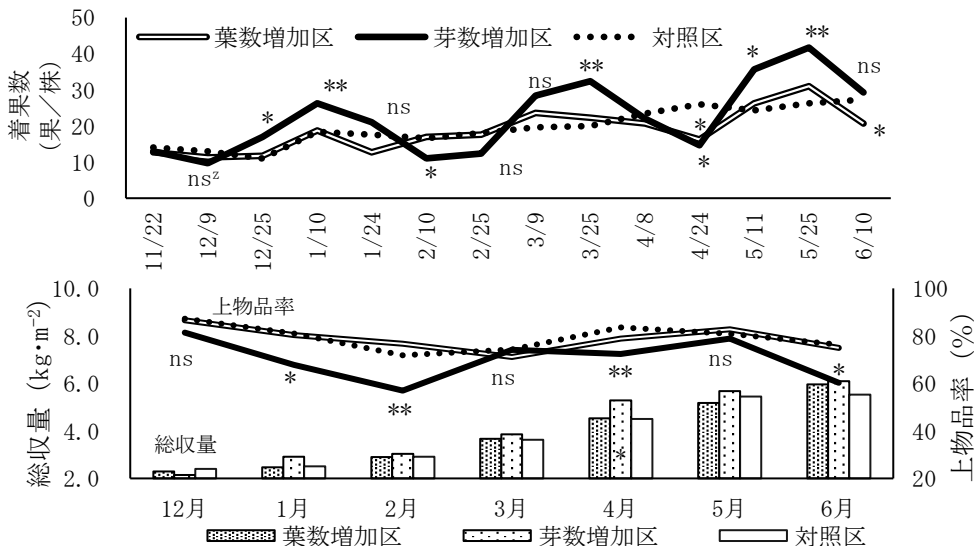 50
40
30
20
10
0
着果数
(果/株)
葉数増加区 芽数増加区 対照区
nsᶻ
*
**
ns
*
ns
ns
**
*
*
*
**
ns
*
11/22 12/9 12/25 1/10 1/24 2/10 2/25 3/9 3/25 4/8 4/24 5/11 5/25 6/10
10.0
8.0
6.0
4.0
2.0
総収量 (kg・m⁻²)
100
80
60
40
20
上物品率 (%)
上物品率
ns
*
**
ns
**
ns
*
総収量
*
12月 1月 2月 3月 4月 5月 6月
葉数増加区 芽数増加区 対照区